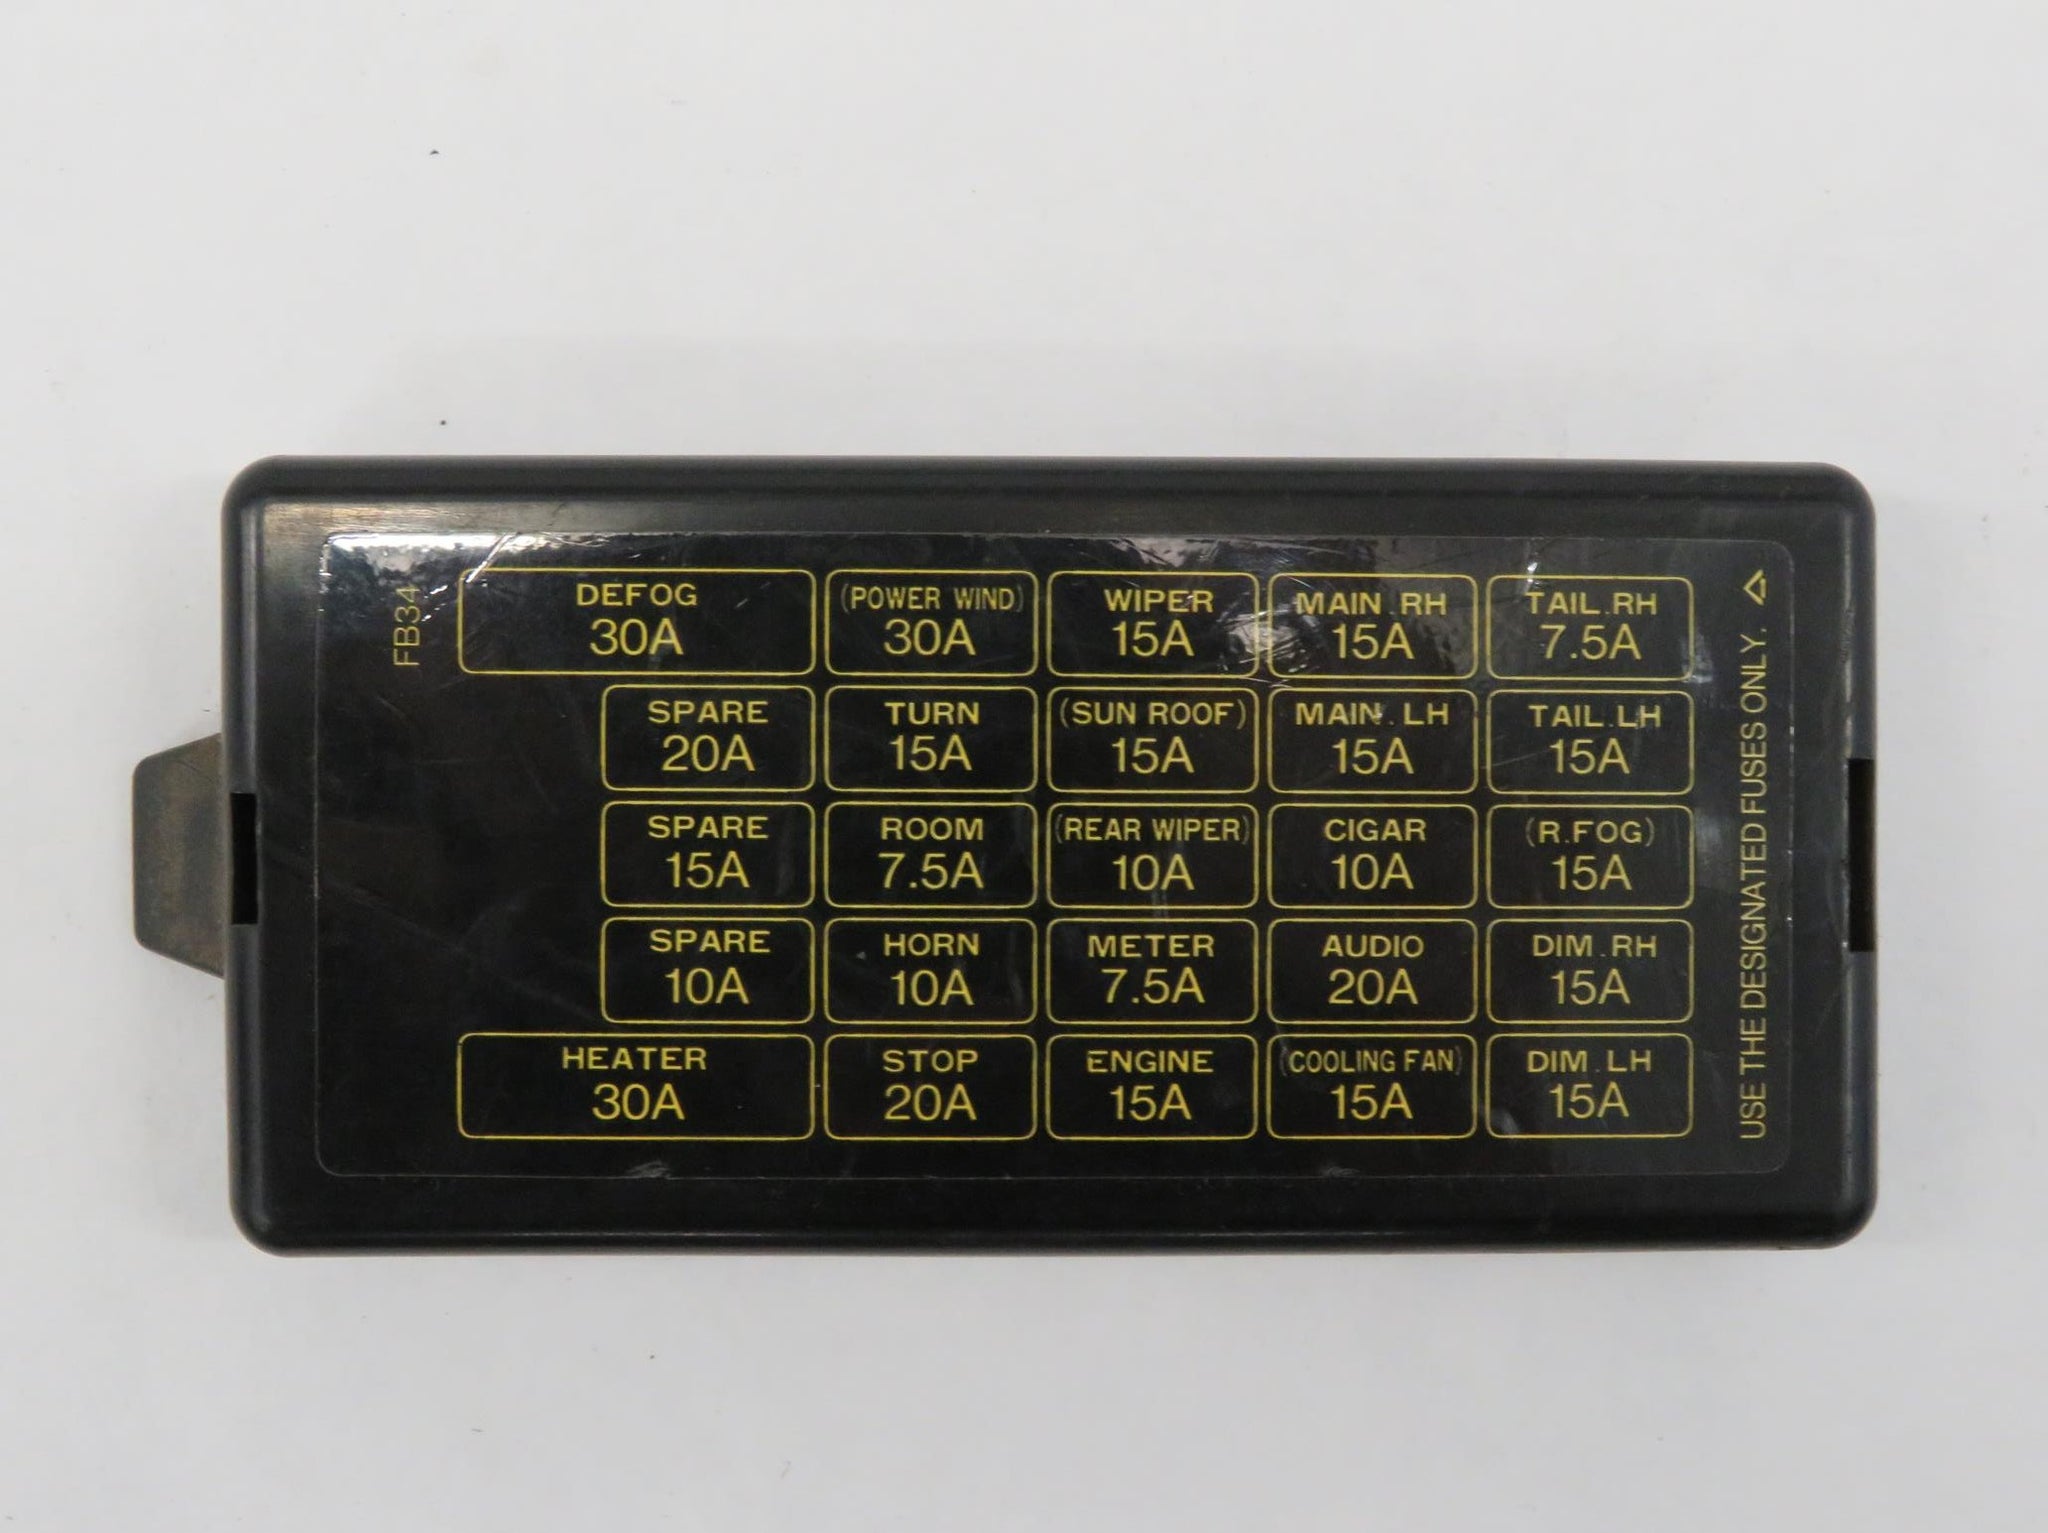 FB34
DEFOG
30A
(POWER WIND)
30A
WIPER
15A
MAIN.RH
15A
TAIL.RH
7.5A
SPARE
20A
TURN
15A
(SUN ROOF)
15A
MAIN.LH
15A
TAIL.LH
15A
SPARE
15A
ROOM
7.5A
(REAR WIPER)
10A
CIGAR
10A
(R.FOG)
15A
SPARE
10A
HORN
10A
METER
7.5A
AUDIO
20A
DIM.RH
15A
HEATER
30A
STOP
20A
ENGINE
15A
(COOLING FAN)
15A
DIM.LH
15A
USE THE DESIGNATED FUSES ONLY.